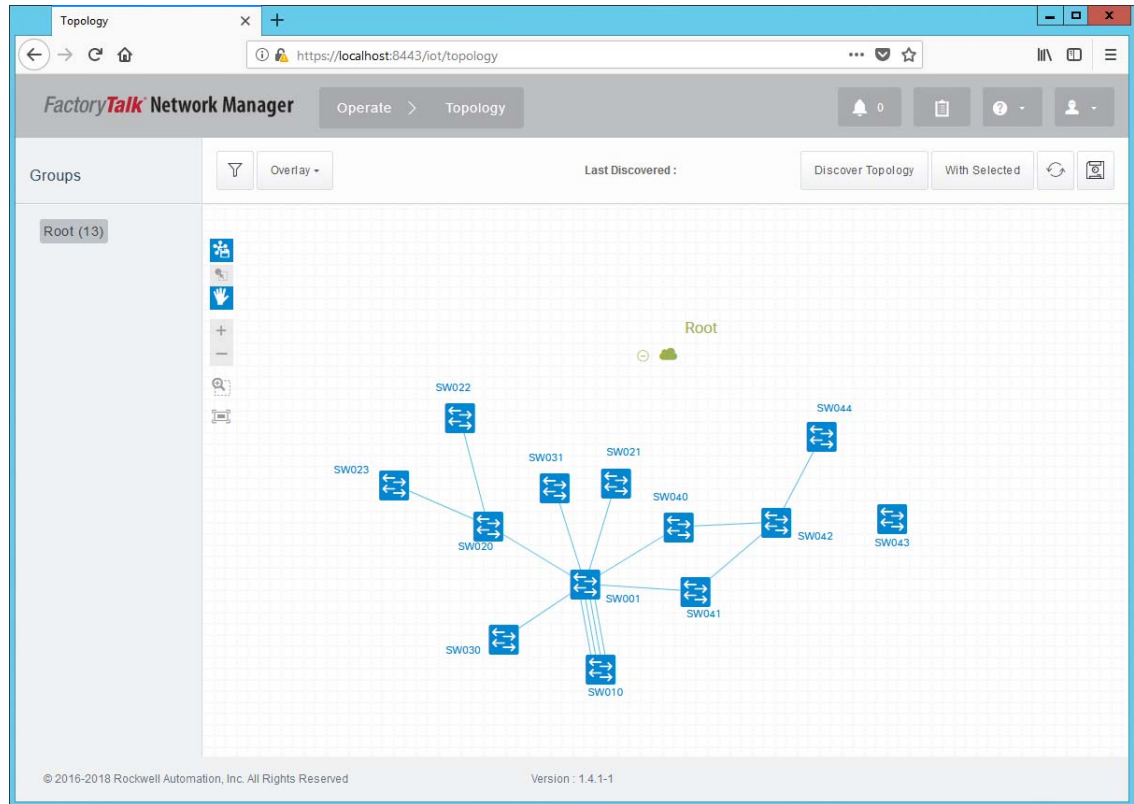 Topology
https://localhost:8443/iot/topology
FactoryTalk Network Manager
Operate > Topology
0
Groups
Overlay
Last Discovered :
Discover Topology
With Selected
Root (13)
Root
SW022
SW044
SW031
SW021
SW023
SW040
SW020
SW042
SW043
SW001
SW041
SW030
SW010
© 2016-2018 Rockwell Automation, Inc. All Rights Reserved
Version : 1.4.1-1